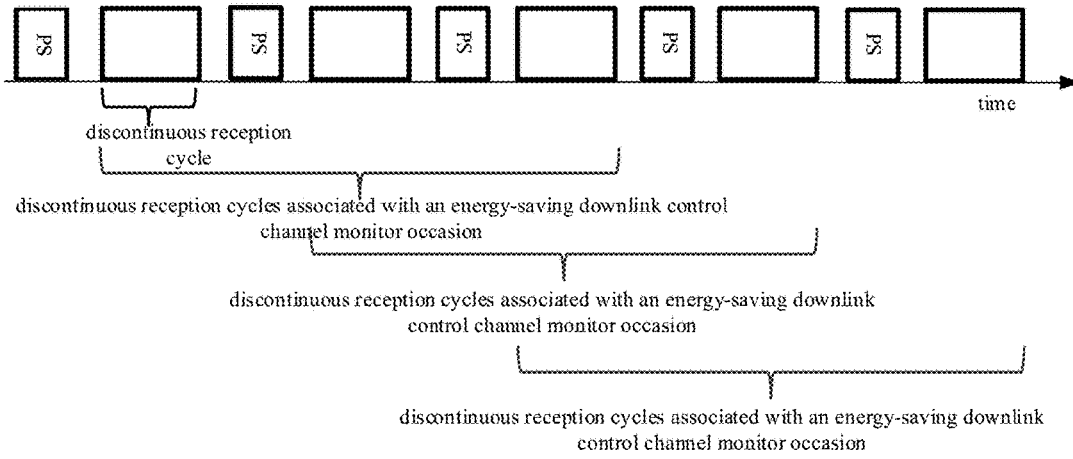 PS PS PS PS PS
time
discontinuous reception
cycle
discontinuous reception cycles associated with an energy-saving downlink control
channel monitor occasion
discontinuous reception cycles associated with an energy-saving downlink
control channel monitor occasion
discontinuous reception cycles associated with an energy-saving downlink
control channel monitor occasion